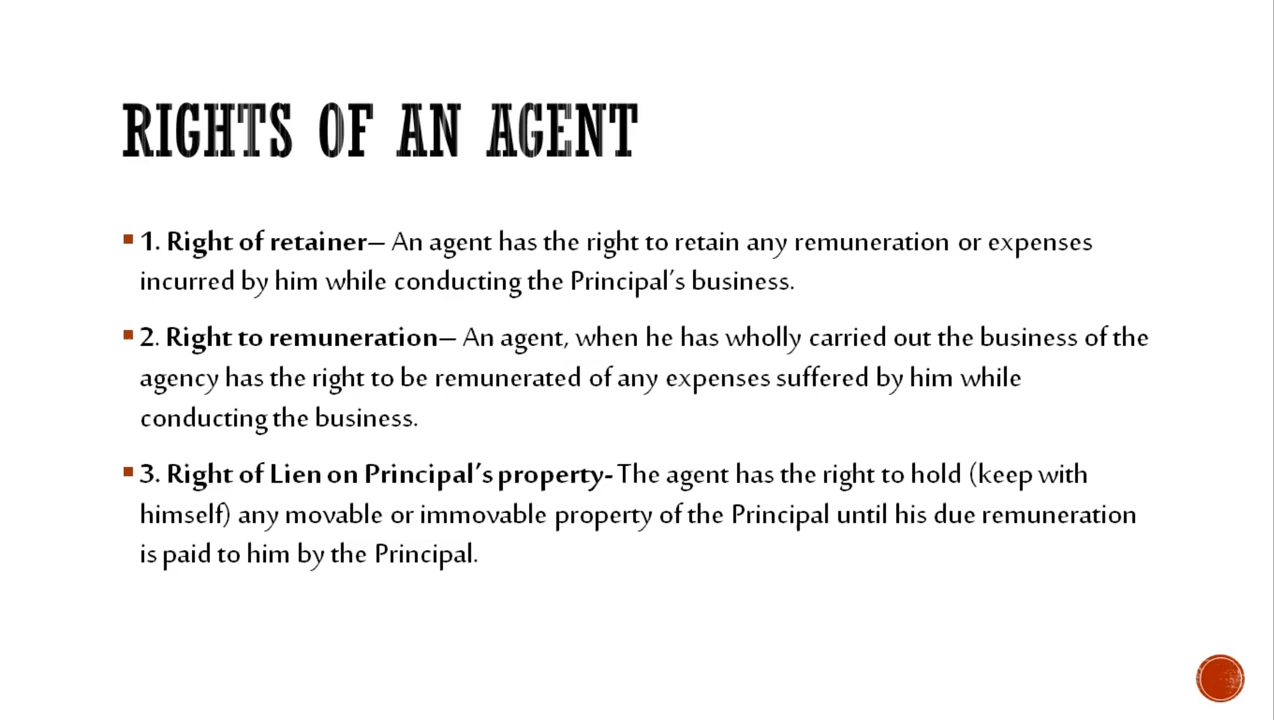 RIGHTS OF AN AGENT
1. Right of retainer– An agent has the right to retain any remuneration or expenses
incurred by him while conducting the Principal's business.
2. Right to remuneration– An agent, when he has wholly carried out the business of the
agency has the right to be remunerated of any expenses suffered by him while
conducting the business.
3. Right of Lien on Principal's property- The agent has the right to hold (keep with
himself) any movable or immovable property of the Principal until his due remuneration
is paid to him by the Principal.